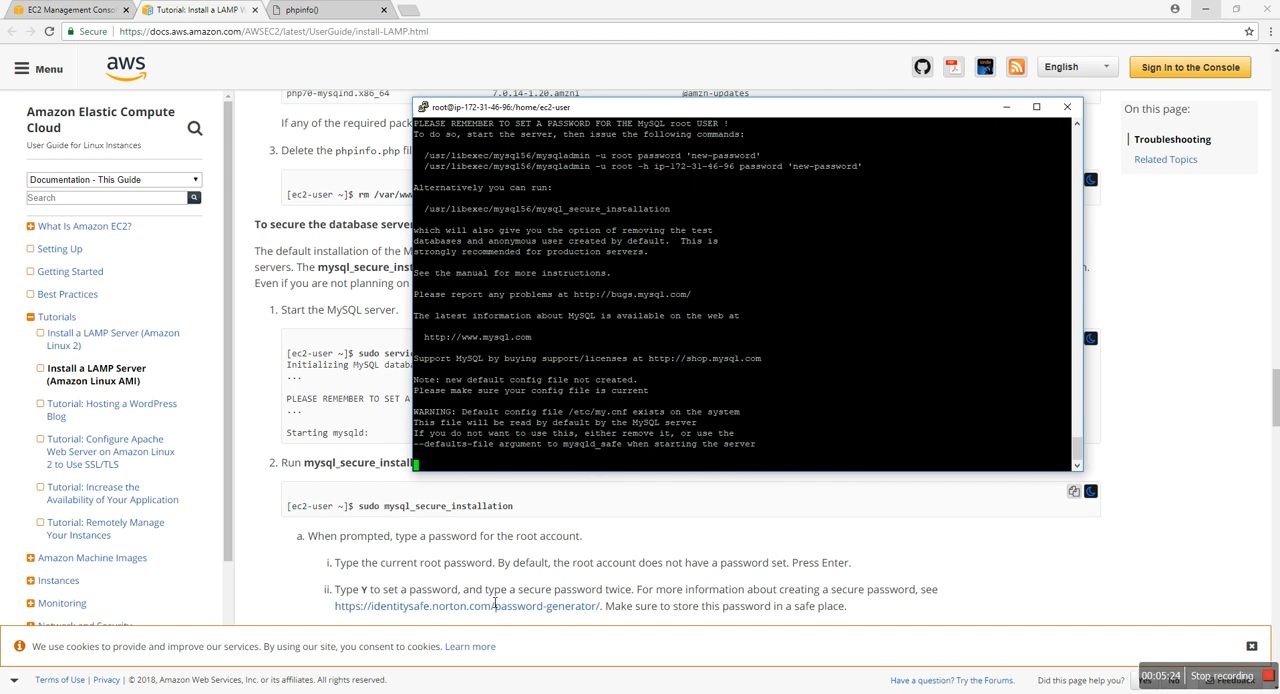 EC2 Management Conso
Tutorial: Install a LAMP W
phpinfo()
Secure
https://docs.aws.amazon.com/AWSEC2/latest/UserGuide/install-LAMP.html
Menu
aws
English
Sign In to the Console
Amazon Elastic Compute
Cloud
User Guide for Linux Instances
Documentation - This Guide
Search
What Is Amazon EC2?
Setting Up
Getting Started
Best Practices
Tutorials
Install a LAMP Server (Amazon
Linux 2)
Install a LAMP Server
(Amazon Linux AMI)
Tutorial: Hosting a WordPress
Blog
Tutorial: Configure Apache
Web Server on Amazon Linux
2 to Use SSL/TLS
Tutorial: Increase the
Availability of Your Application
Tutorial: Remotely Manage
Your Instances
Amazon Machine Images
Instances
Monitoring
Network and Security
php70-mysqlnd.x86_64 7.0.14-1.20.amzn1 @amzn-updates
If any of the required pac
3. Delete the phpinfo.php fil
[ec2-user ~]$ rm /var/ww
To secure the database server
The default installation of the M
servers. The mysql_secure_inst
Even if you are not planning on
1. Start the MySQL server.
[ec2-user ~]$ sudo servi
Initializing MySQL databa
...
PLEASE REMEMBER TO SET A
...
Starting mysqld:
2. Run mysql_secure_install
[ec2-user ~]$ sudo mysql_secure_installation
a. When prompted, type a password for the root account.
i. Type the current root password. By default, the root account does not have a password set. Press Enter.
ii. Type Y to set a password, and type a secure password twice. For more information about creating a secure password, see
https://identitysafe.norton.com/password-generator/. Make sure to store this password in a safe place.
root@ip-172-31-46-96:/home/ec2-user
PLEASE REMEMBER TO SET A PASSWORD FOR THE MySQL root USER !
To do so, start the server, then issue the following commands:
/usr/libexec/mysql56/mysqladmin -u root password 'new-password'
/usr/libexec/mysql56/mysqladmin -u root -h ip-172-31-46-96 password 'new-password'
Alternatively you can run:
/usr/libexec/mysql56/mysql_secure_installation
which will also give you the option of removing the test
databases and anonymous user created by default.  This is
strongly recommended for production servers.
See the manual for more instructions.
Please report any problems at http://bugs.mysql.com/
The latest information about MySQL is available on the web at
http://www.mysql.com
Support MySQL by buying support/licenses at http://shop.mysql.com
Note: new default config file not created.
Please make sure your config file is current
WARNING: Default config file /etc/my.cnf exists on the system
This file will be read by default by the MySQL server
If you do not want to use this, either remove it, or use the
--defaults-file argument to mysqld_safe when starting the server
n.
On this page:
Troubleshooting
Related Topics
We use cookies to provide and improve our services. By using our site, you consent to cookies. Learn more
Terms of Use | Privacy | © 2018, Amazon Web Services, Inc. or its affiliates. All rights reserved.
Have a question? Try the Forums.
Did this page help you?
00:05:24
Stop recording